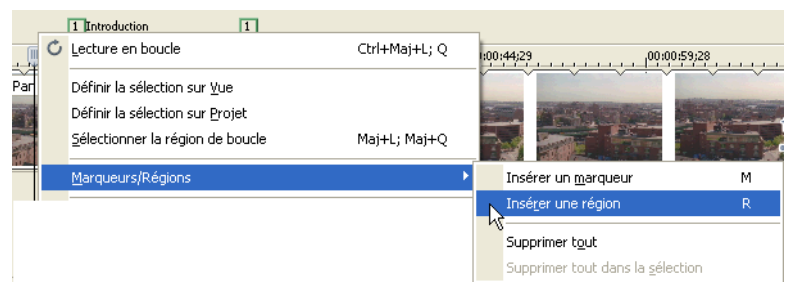 1 Introduction 1
Lecture en boucle Ctrl+Maj+L; Q
:00:44;29 00:00:59;28
Par
Définir la sélection sur Vue
Définir la sélection sur Projet
Sélectionner la région de boucle Maj+L; Maj+Q
Marqueurs/Régions
Insérer un marqueur M
Insérer une région R
Supprimer tout
Supprimer tout dans la sélection